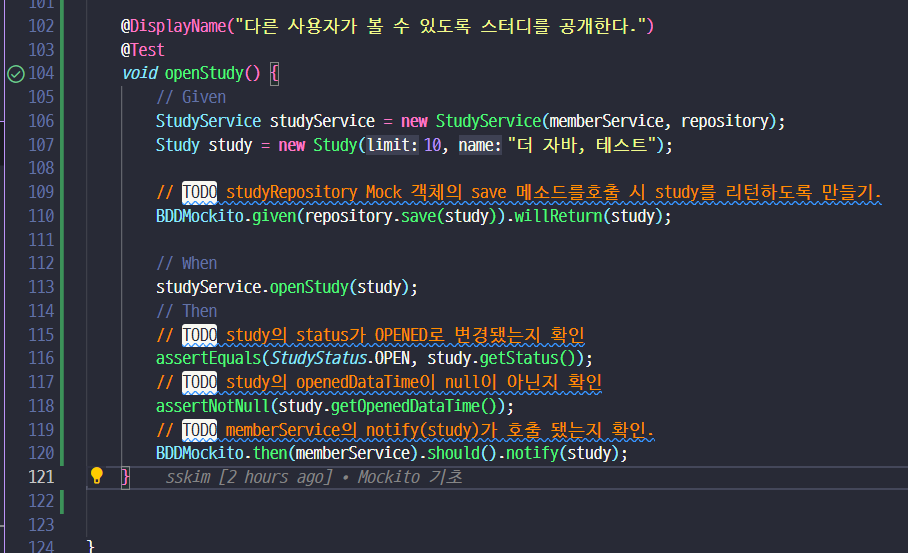 101
102 @DisplayName("다른 사용자가 볼 수 있도록 스터디를 공개한다.")
103 @Test
104 void openStudy() {
105 // Given
106 StudyService studyService = new StudyService(memberService, repository);
107 Study study = new Study(limit: 10, name: "더 자바, 테스트");
108
109 // TODO studyRepository Mock 객체의 save 메소드를호출 시 study를 리턴하도록 만들기.
110 BDDMockito.given(repository.save(study)).willReturn(study);
111
112 // When
113 studyService.openStudy(study);
114 // Then
115 // TODO study의 status가 OPENED로 변경됐는지 확인
116 assertEquals(StudyStatus.OPEN, study.getStatus());
117 // TODO study의 openedDataTime이 null이 아닌지 확인
118 assertNotNull(study.getOpenedDataTime());
119 // TODO memberService의 notify(study)가 호출 됐는지 확인.
120 BDDMockito.then(memberService).should().notify(study);
121 } sskim [2 hours ago] • Mockito 기초
122
123
124 }